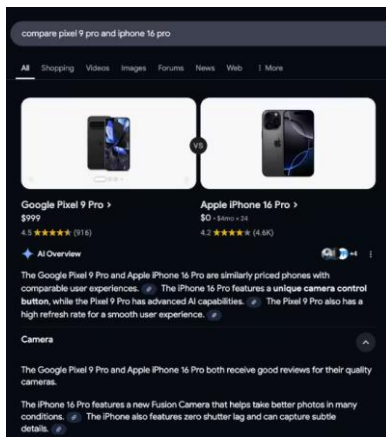 compare pixel 9 pro and iphone 16 pro
All Shopping Videos Images Forums News Web More
VS
Google Pixel 9 Pro >
$999
4.5 ★★★★★ (916)
Apple iPhone 16 Pro >
$0 + 24
4.2 ★★★★★ (4.6K)
AI Overview
+4
The Google Pixel 9 Pro and Apple iPhone 16 Pro are similarly priced phones with
comparable user experiences. The iPhone 16 Pro features a unique camera control
button, while the Pixel 9 Pro has advanced AI capabilities. The Pixel 9 Pro also has a
high refresh rate for a smooth user experience.
Camera
The Google Pixel 9 Pro and Apple iPhone 16 Pro both receive good reviews for their quality
cameras.
The iPhone 16 Pro features a new Fusion Camera that helps take better photos in many
conditions. The iPhone also features zero shutter lag and can capture subtle
details.